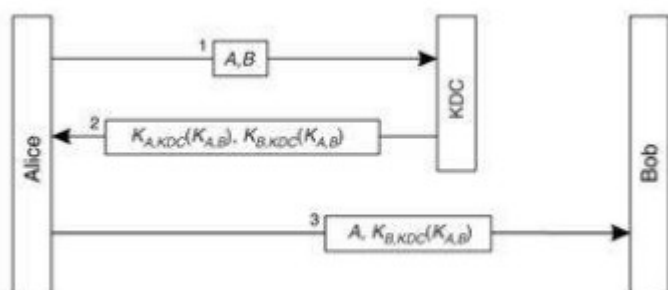 Alice
1
A,B
KDC
2
K_{A,KDC}(K_{A,B}), K_{B,KDC}(K_{A,B})
Bob
3
A, K_{B,KDC}(K_{A,B})